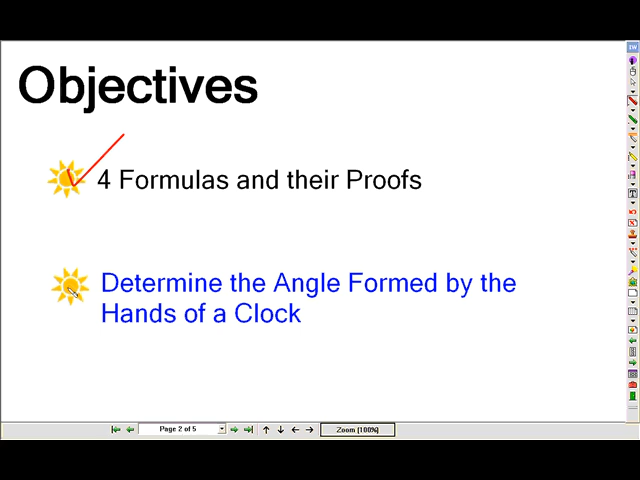 Objectives
4 Formulas and their Proofs
Determine the Angle Formed by the
Hands of a Clock
Page 2 of 5
Zoom [100%]